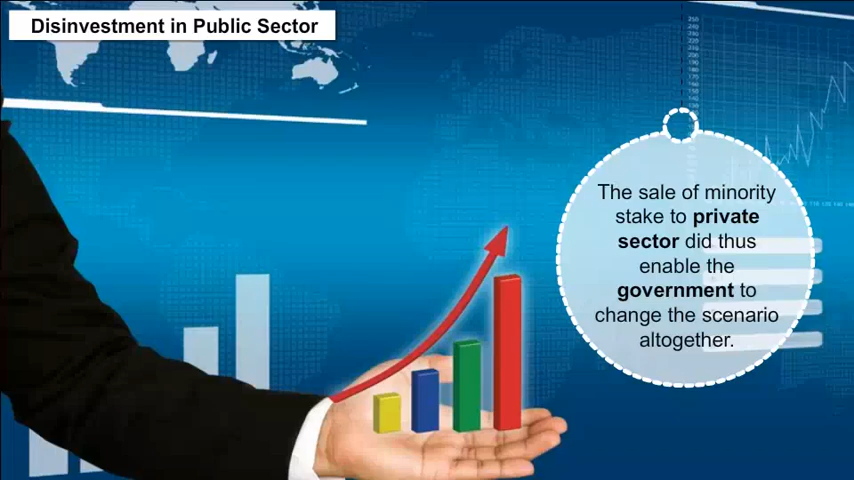 Disinvestment in Public Sector
The sale of minority
stake to private
sector did thus
enable the
government to
change the scenario
altogether.